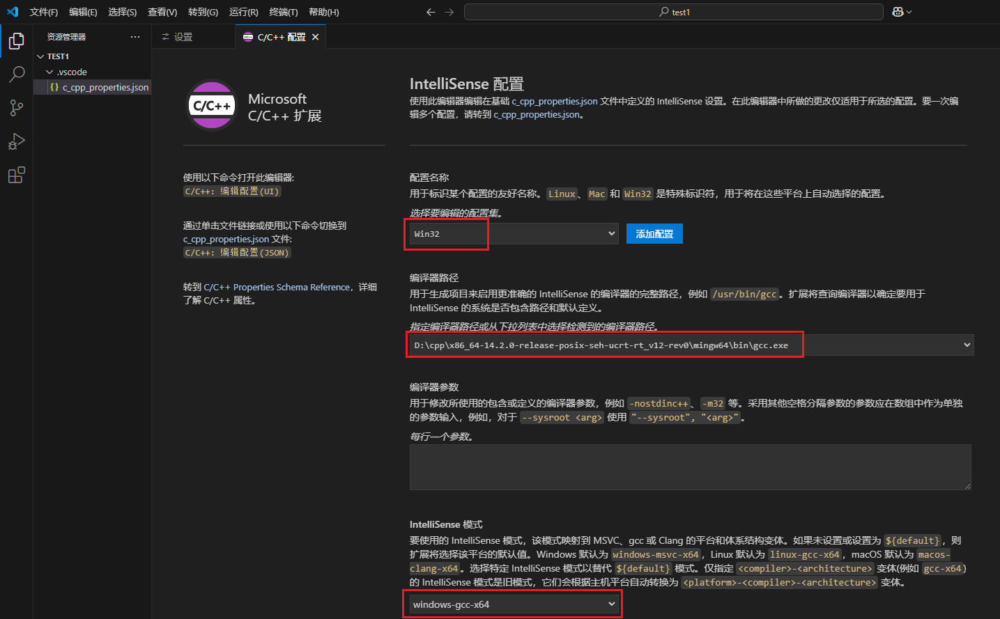 文件(F) 编辑(E) 选择(S) 查看(V) 转到(G) 运行(R) 终端(T) 帮助(H)
test1
资源管理器 ···
TEST1
.vscode
{} c_cpp_properties.json
设置
C/C++ 配置
C/C++
Microsoft
C/C++ 扩展
使用以下命令打开此编辑器:
C/C++: 编辑配置(UI)
通过单击文件链接或使用以下命令切换到
c_cpp_properties.json 文件:
C/C++: 编辑配置(JSON)
转到 C/C++ Properties Schema Reference，详细
了解 C/C++ 属性。
IntelliSense 配置
使用此编辑器编辑在基础 c_cpp_properties.json 文件中定义的 IntelliSense 设置。在此编辑器中所做的更改仅适用于所选的配置。要一次编
辑多个配置，请转到 c_cpp_properties.json。
配置名称
用于标识某个配置的友好名称。Linux、Mac 和 Win32 是特殊标识符，用于将在这些平台上自动选择的配置。
选择要编辑的配置集。
Win32
添加配置
编译器路径
用于生成项目来启用更准确的 IntelliSense 的编译器的完整路径，例如 /usr/bin/gcc。扩展将查询编译器以确定要用于
IntelliSense 的系统是否包含路径和默认定义。
指定编译器路径或从下拉列表中选择检测到的编译器路径。
D:\cpp\x86_64-14.2.0-release-posix-seh-ucrt-rt_v12-rev0\mingw64\bin\gcc.exe
编译器参数
用于修改所使用的包含或定义的编译器参数，例如 -nostdinc++、-m32 等。采用其他空格分隔参数的参数应在数组中作为单独
的参数输入，例如，对于 --sysroot <arg> 使用 "--sysroot", "<arg>"。
每行一个参数。
IntelliSense 模式
要使用的 IntelliSense 模式，该模式映射到 MSVC、gcc 或 Clang 的平台和体系结构变体。如果未设置或设置为 ${default}，则
扩展将选择该平台的默认值。Windows 默认为 windows-msvc-x64，Linux 默认为 linux-gcc-x64，macOS 默认为 macos-
clang-x64。选择特定 IntelliSense 模式以替代 ${default} 模式。仅指定 <compiler>-<architecture> 变体(例如 gcc-x64)
的 IntelliSense 模式是旧模式，它们会根据主机平台自动转换为 <platform>-<compiler>-<architecture> 变体。
windows-gcc-x64